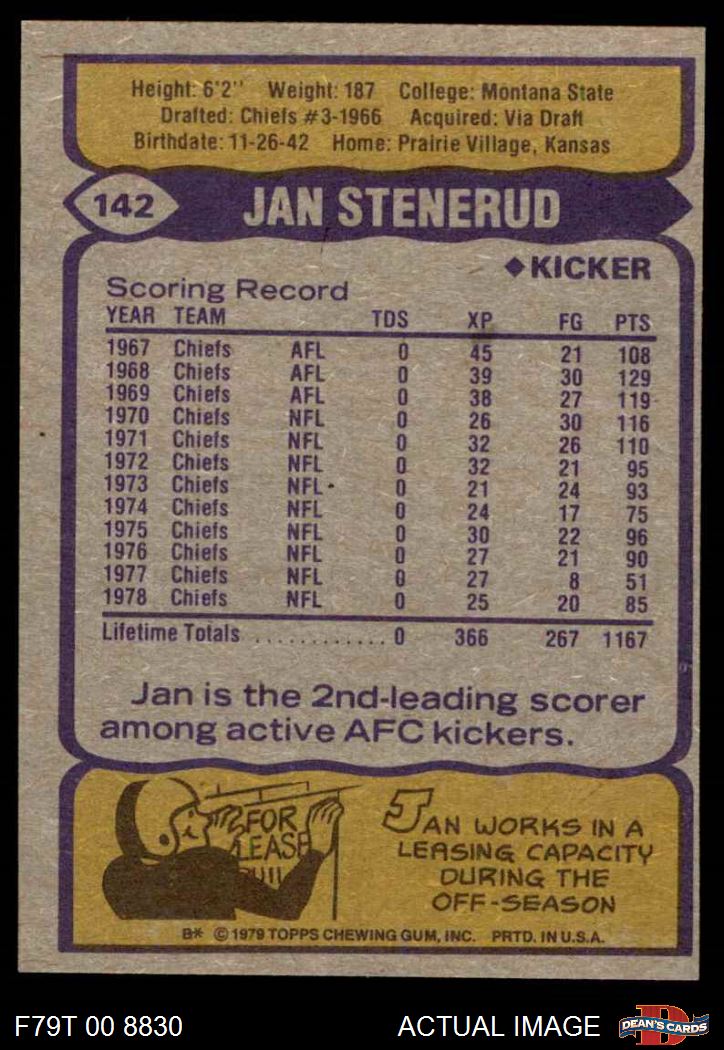 Height: 6'2'' Weight: 187 College: Montana State
Drafted: Chiefs #3-1966 Acquired: Via Draft
Birthdate: 11-26-42 Home: Prairie Village, Kansas
142 JAN STENERUD
◆KICKER
Scoring Record
YEAR TEAM TDS XP FG PTS
1967 Chiefs AFL 0 45 21 108
1968 Chiefs AFL 0 39 30 129
1969 Chiefs AFL 0 38 27 119
1970 Chiefs NFL 0 26 30 116
1971 Chiefs NFL 0 32 26 110
1972 Chiefs NFL 0 32 21 95
1973 Chiefs NFL 0 21 24 93
1974 Chiefs NFL 0 24 17 75
1975 Chiefs NFL 0 30 22 96
1976 Chiefs NFL 0 27 21 90
1977 Chiefs NFL 0 27 8 51
1978 Chiefs NFL 0 25 20 85
Lifetime Totals ............ 0 366 267 1167
Jan is the 2nd-leading scorer
among active AFC kickers.
FOR
LEASE
JAN WORKS IN A
LEASING CAPACITY
DURING THE
OFF-SEASON
B* © 1979 TOPPS CHEWING GUM, INC. PRTD. IN U.S.A.
F79T 00 8830 ACTUAL IMAGE D DEAN'S CARDS